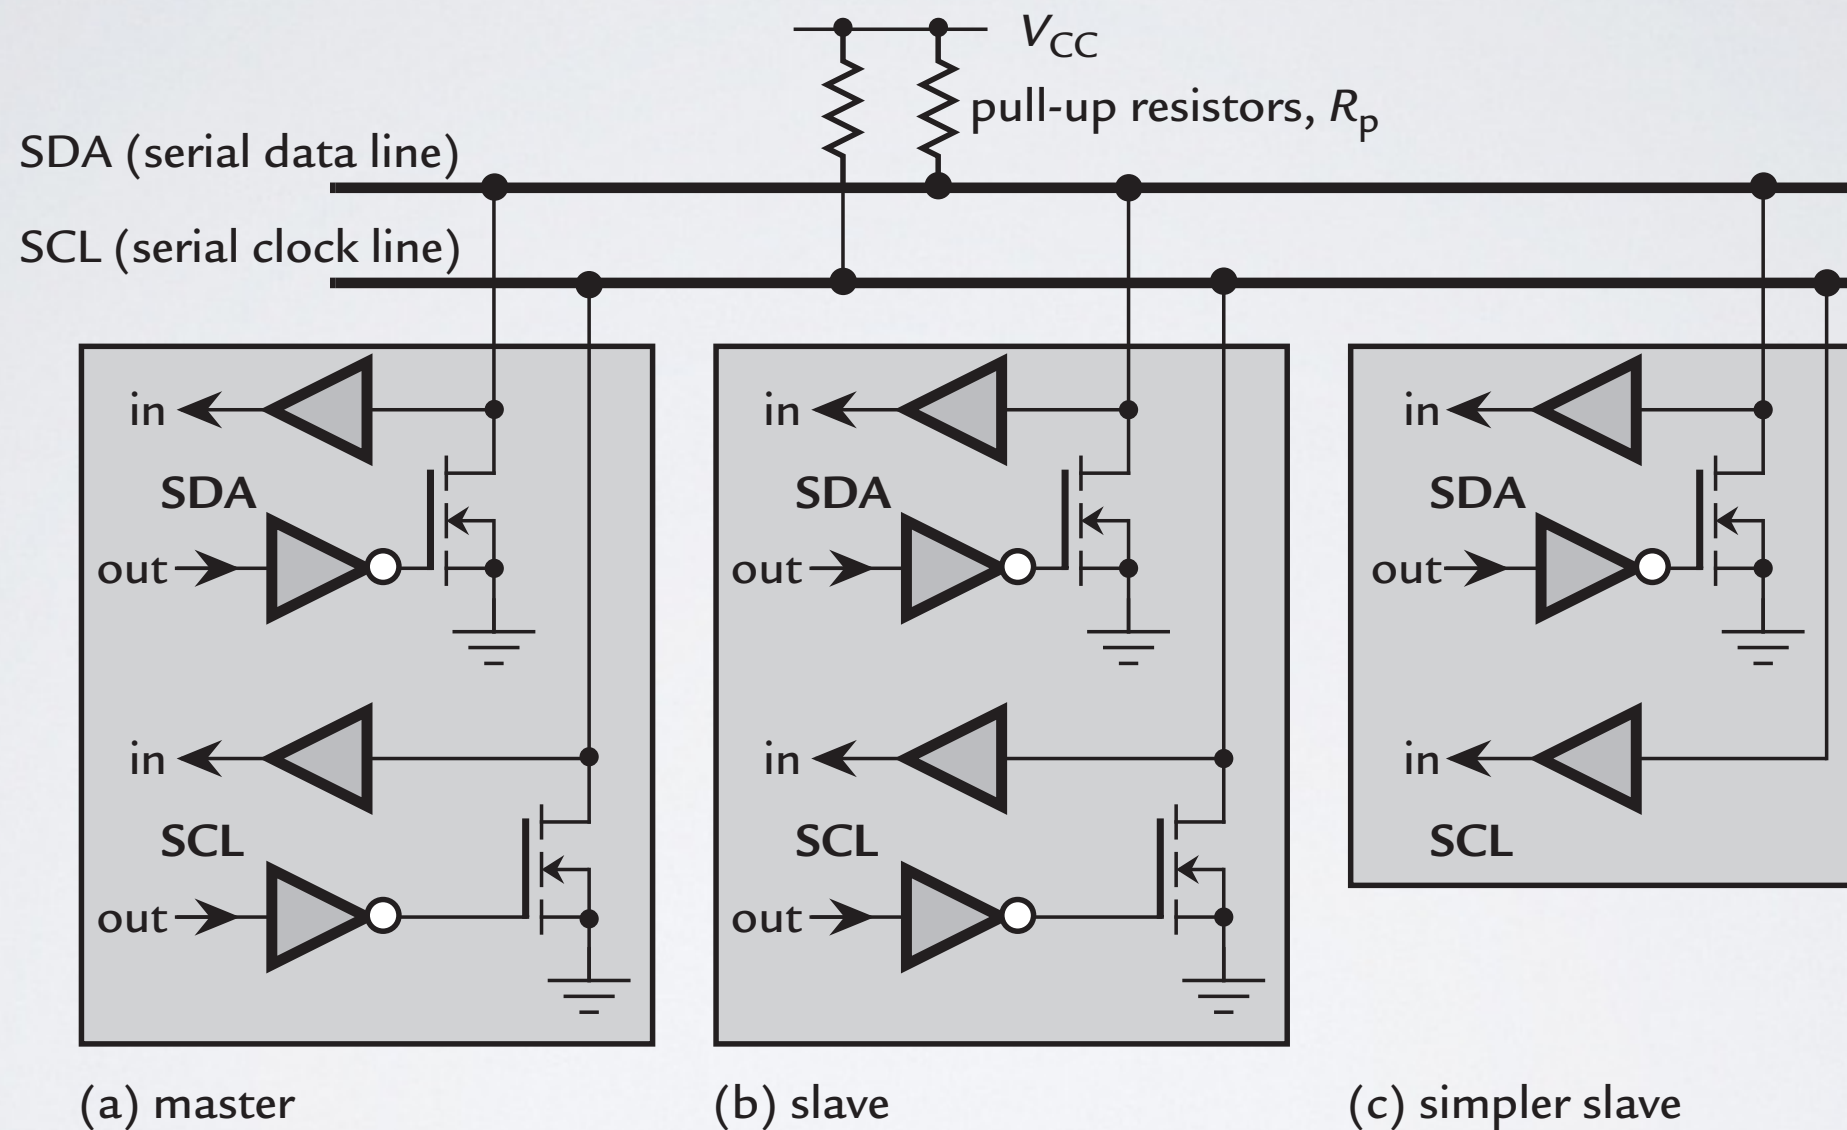 V_CC
pull-up resistors, R_p
SDA (serial data line)
SCL (serial clock line)
in
SDA
out
in
SCL
out
in
SDA
out
in
SCL
out
in
SDA
out
in
SCL
(a) master
(b) slave
(c) simpler slave